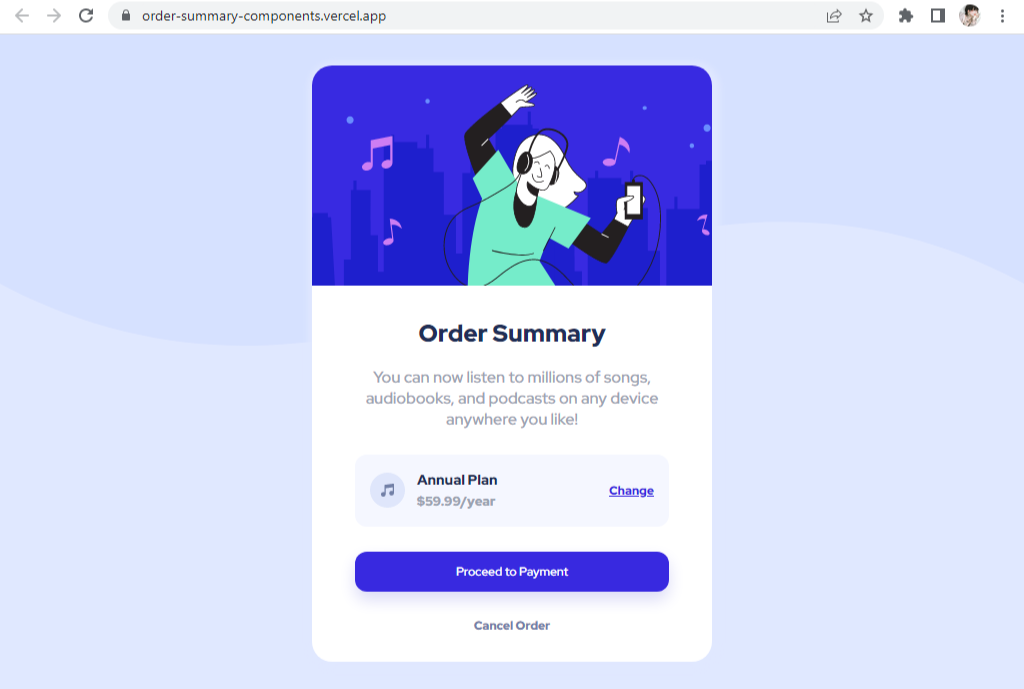 order-summary-components.vercel.app
Order Summary
You can now listen to millions of songs,
audiobooks, and podcasts on any device
anywhere you like!
Annual Plan
$59.99/year
Change
Proceed to Payment
Cancel Order